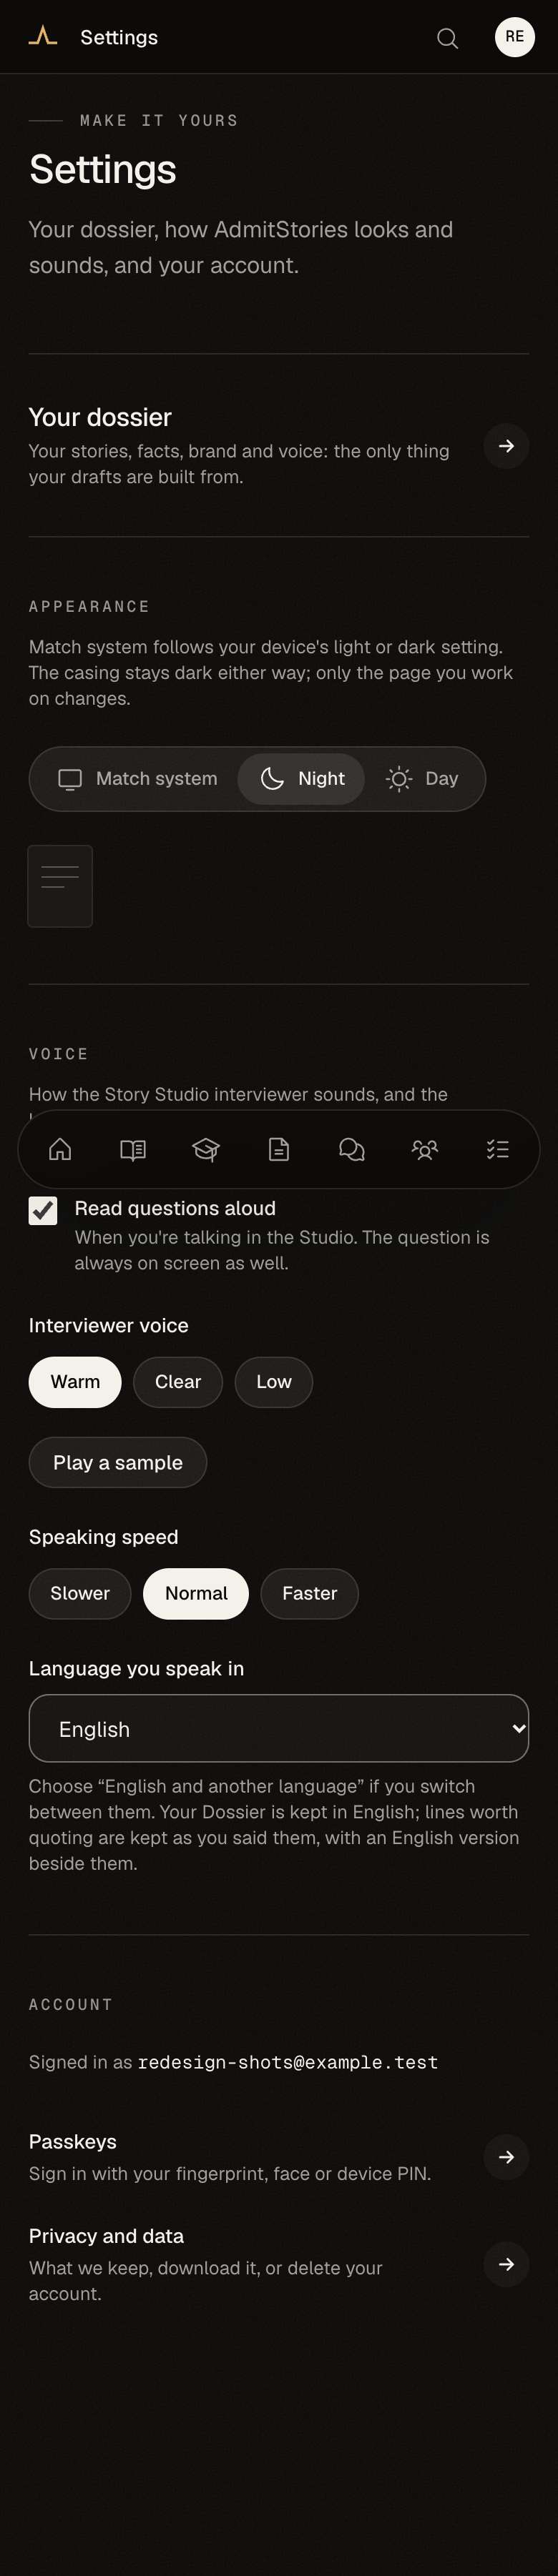 Settings
RE
MAKE IT YOURS
Settings
Your dossier, how AdmitStories looks and
sounds, and your account.
Your dossier
Your stories, facts, brand and voice: the only thing
your drafts are built from.
APPEARANCE
Match system follows your device's light or dark setting.
The casing stays dark either way; only the page you work
on changes.
Match system
Night
Day
VOICE
How the Story Studio interviewer sounds, and the
Read questions aloud
When you're talking in the Studio. The question is
always on screen as well.
Interviewer voice
Warm
Clear
Low
Play a sample
Speaking speed
Slower
Normal
Faster
Language you speak in
English
Choose “English and another language” if you switch
between them. Your Dossier is kept in English; lines worth
quoting are kept as you said them, with an English version
beside them.
ACCOUNT
Signed in as redesign-shots@example.test
Passkeys
Sign in with your fingerprint, face or device PIN.
Privacy and data
What we keep, download it, or delete your
account.